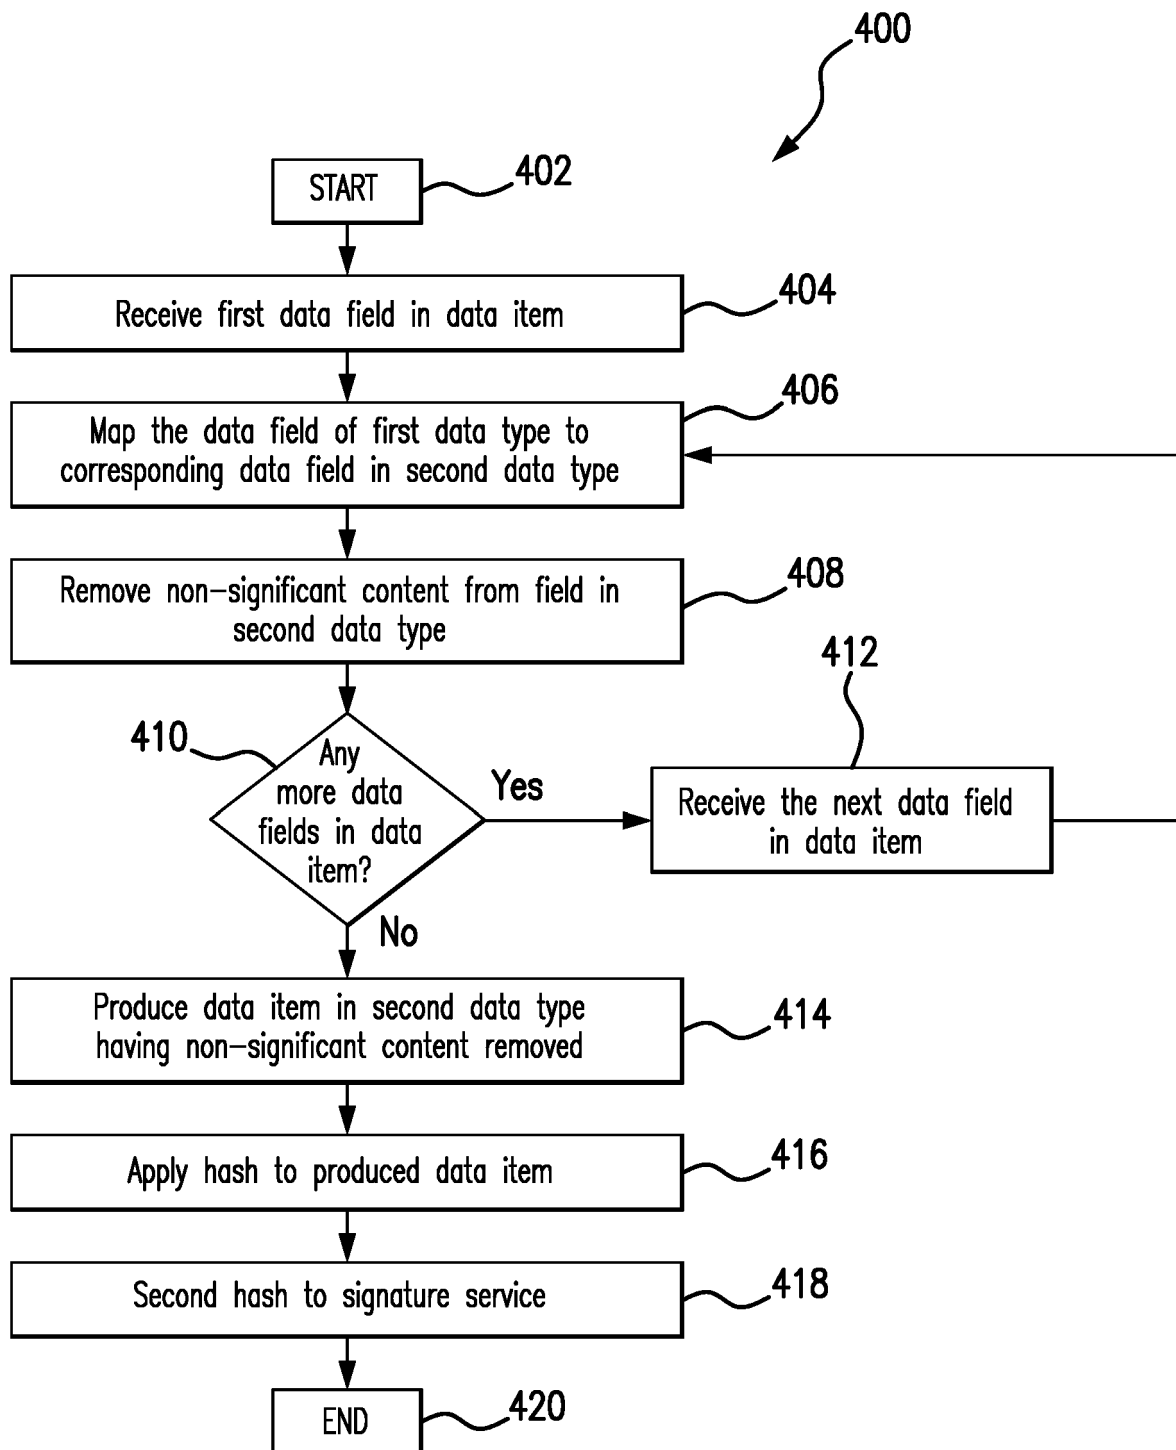 400
START
402
Receive first data field in data item
404
Map the data field of first data type to
corresponding data field in second data type
406
Remove non-significant content from field in
second data type
408
412
410
Any
more data
fields in data
item?
Yes
Receive the next data field
in data item
No
Produce data item in second data type
having non-significant content removed
414
Apply hash to produced data item
416
Second hash to signature service
418
END
420